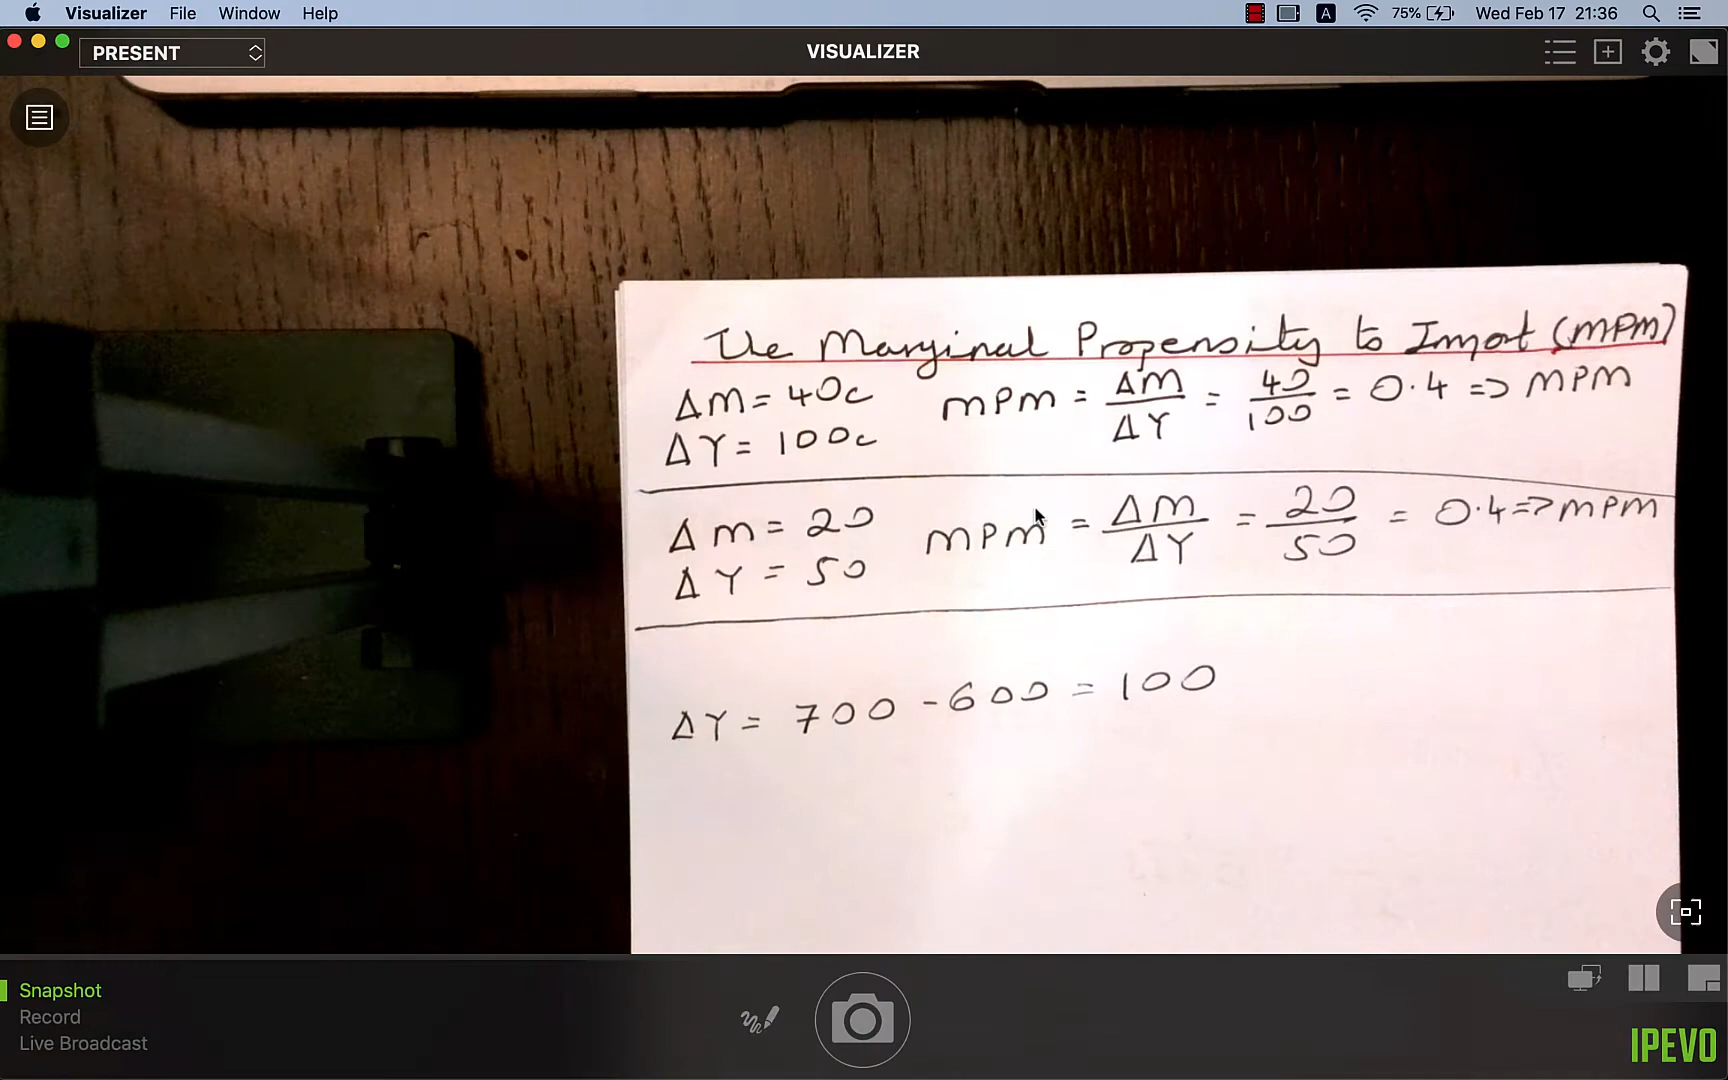 Visualizer File Window Help 75% Wed Feb 17 21:36
PRESENT VISUALIZER
The Marginal Propensity to Import (MPM)
ΔM = 40c MPM = ΔM/ΔY = 40/100 = 0.4 => MPM
ΔY = 100c
ΔM = 20 MPM = ΔM/ΔY = 20/50 = 0.4 => MPM
ΔY = 50
ΔY = 700 - 600 = 100
Snapshot
Record
Live Broadcast
IPEVO